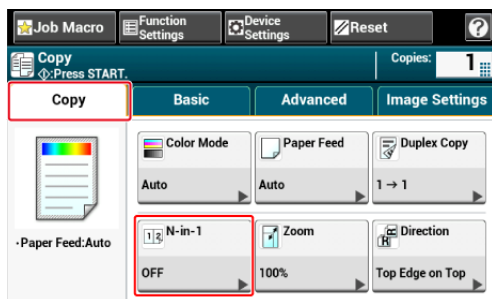 Job Macro
Function
Settings
Device
Settings
Reset
?
Copy
:Press START.
Copies:
1
Copy
Basic
Advanced
Image Settings
Color Mode
Auto
Paper Feed
Auto
Duplex Copy
1 → 1
·Paper Feed:Auto
1 2
N-in-1
OFF
Zoom
100%
Direction
Top Edge on Top